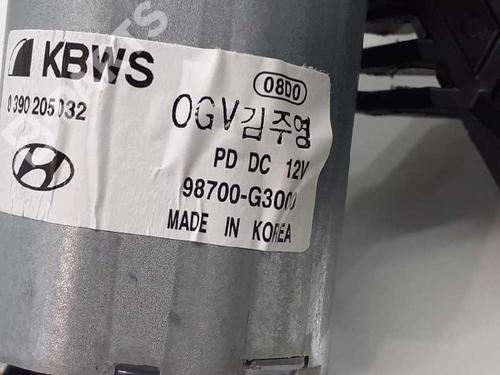 KBWS
0 390 205 032
08D0
OGV김주영
PD DC 12V
98700-G3000
MADE IN KOREA